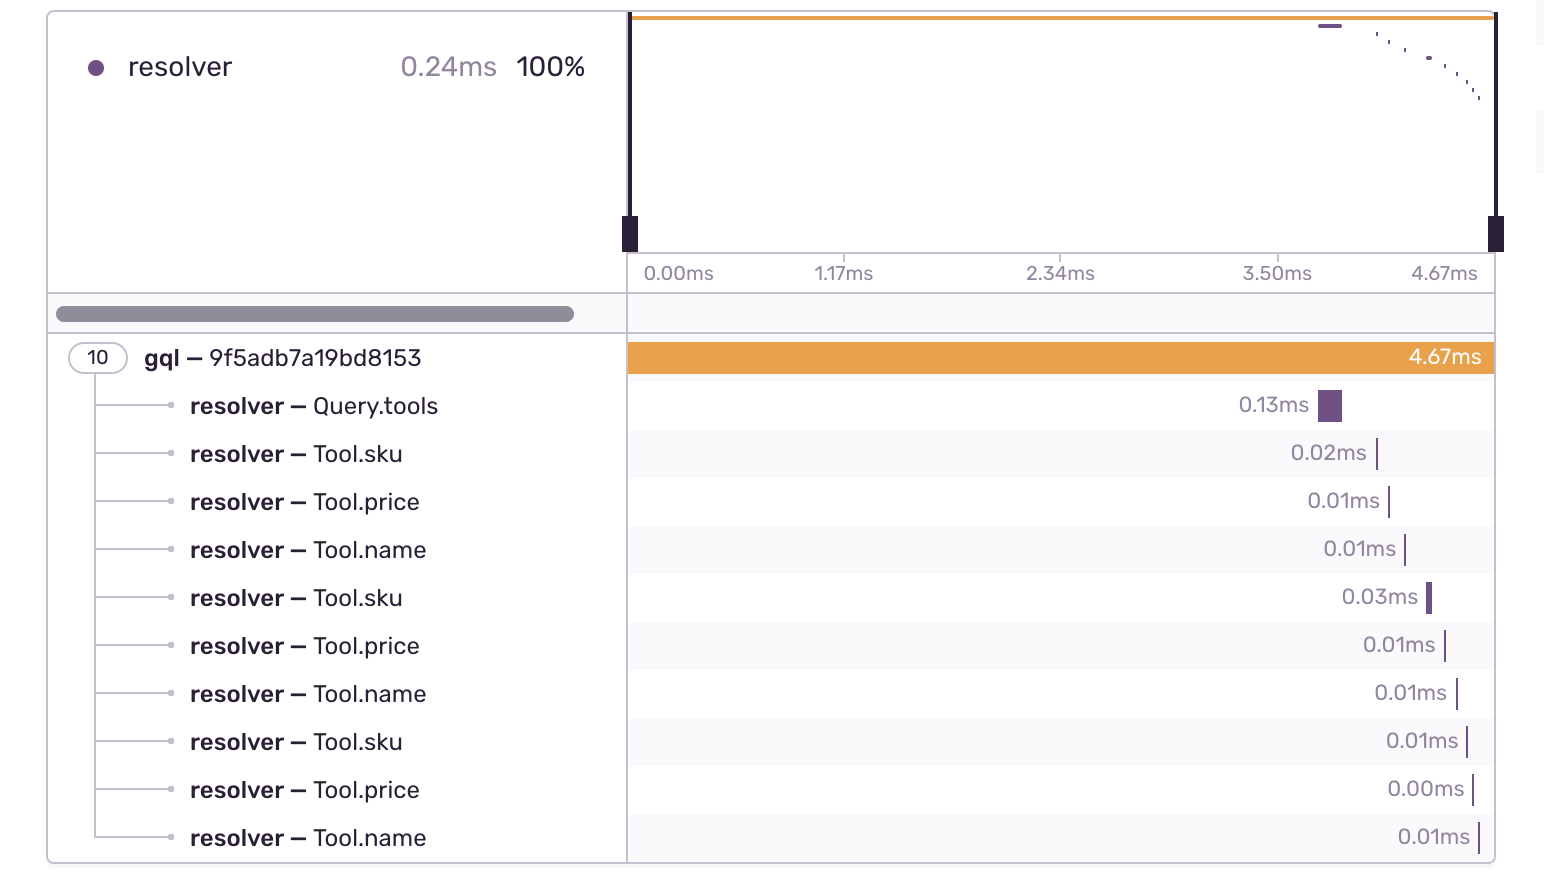 resolver 0.24ms 100%
0.00ms 1.17ms 2.34ms 3.50ms 4.67ms
10 gql — 9f5adb7a19bd8153 4.67ms
resolver — Query.tools 0.13ms
resolver — Tool.sku 0.02ms
resolver — Tool.price 0.01ms
resolver — Tool.name 0.01ms
resolver — Tool.sku 0.03ms
resolver — Tool.price 0.01ms
resolver — Tool.name 0.01ms
resolver — Tool.sku 0.01ms
resolver — Tool.price 0.00ms
resolver — Tool.name 0.01ms